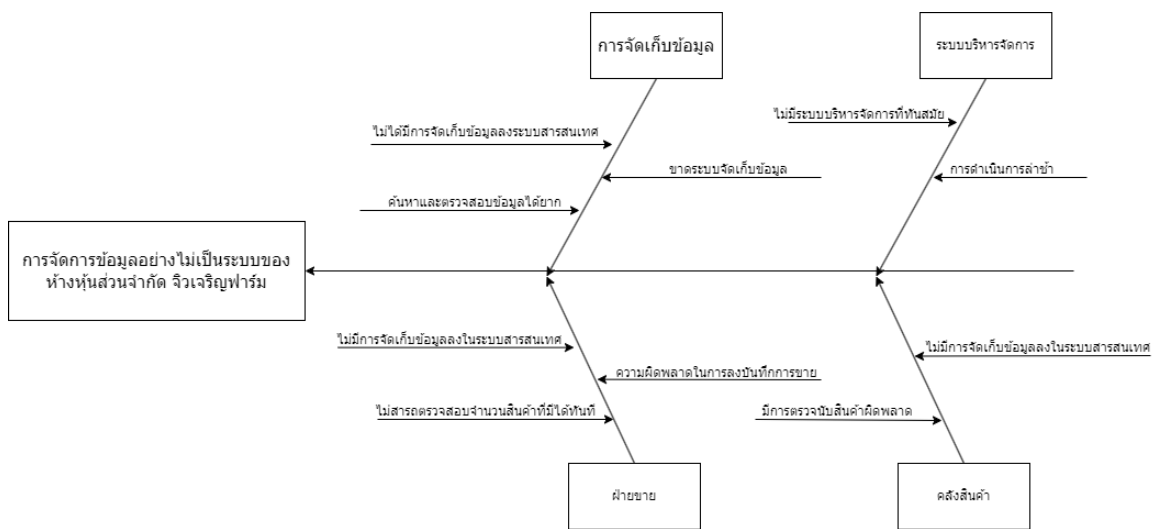 การจัดเก็บข้อมูล
ระบบบริหารจัดการ
ไม่มีระบบบริหารจัดการที่ทันสมัย
ไม่ได้มีการจัดเก็บข้อมูลลงระบบสารสนเทศ
ขาดระบบจัดเก็บข้อมูล
การดำเนินการล่าช้า
ค้นหาและตรวจสอบข้อมูลได้ยาก
การจัดการข้อมูลอย่างไม่เป็นระบบของ
ห้างหุ้นส่วนจำกัด จิวเจริญฟาร์ม
ไม่มีการจัดเก็บข้อมูลลงในระบบสารสนเทศ
ไม่มีการจัดเก็บข้อมูลลงในระบบสารสนเทศ
ความผิดพลาดในการลงบันทึกการขาย
ไม่สารถตรวจสอบจำนวนสินค้าที่มีได้ทันที
มีการตรวจนับสินค้าผิดพลาด
ฝ่ายขาย
คลังสินค้า